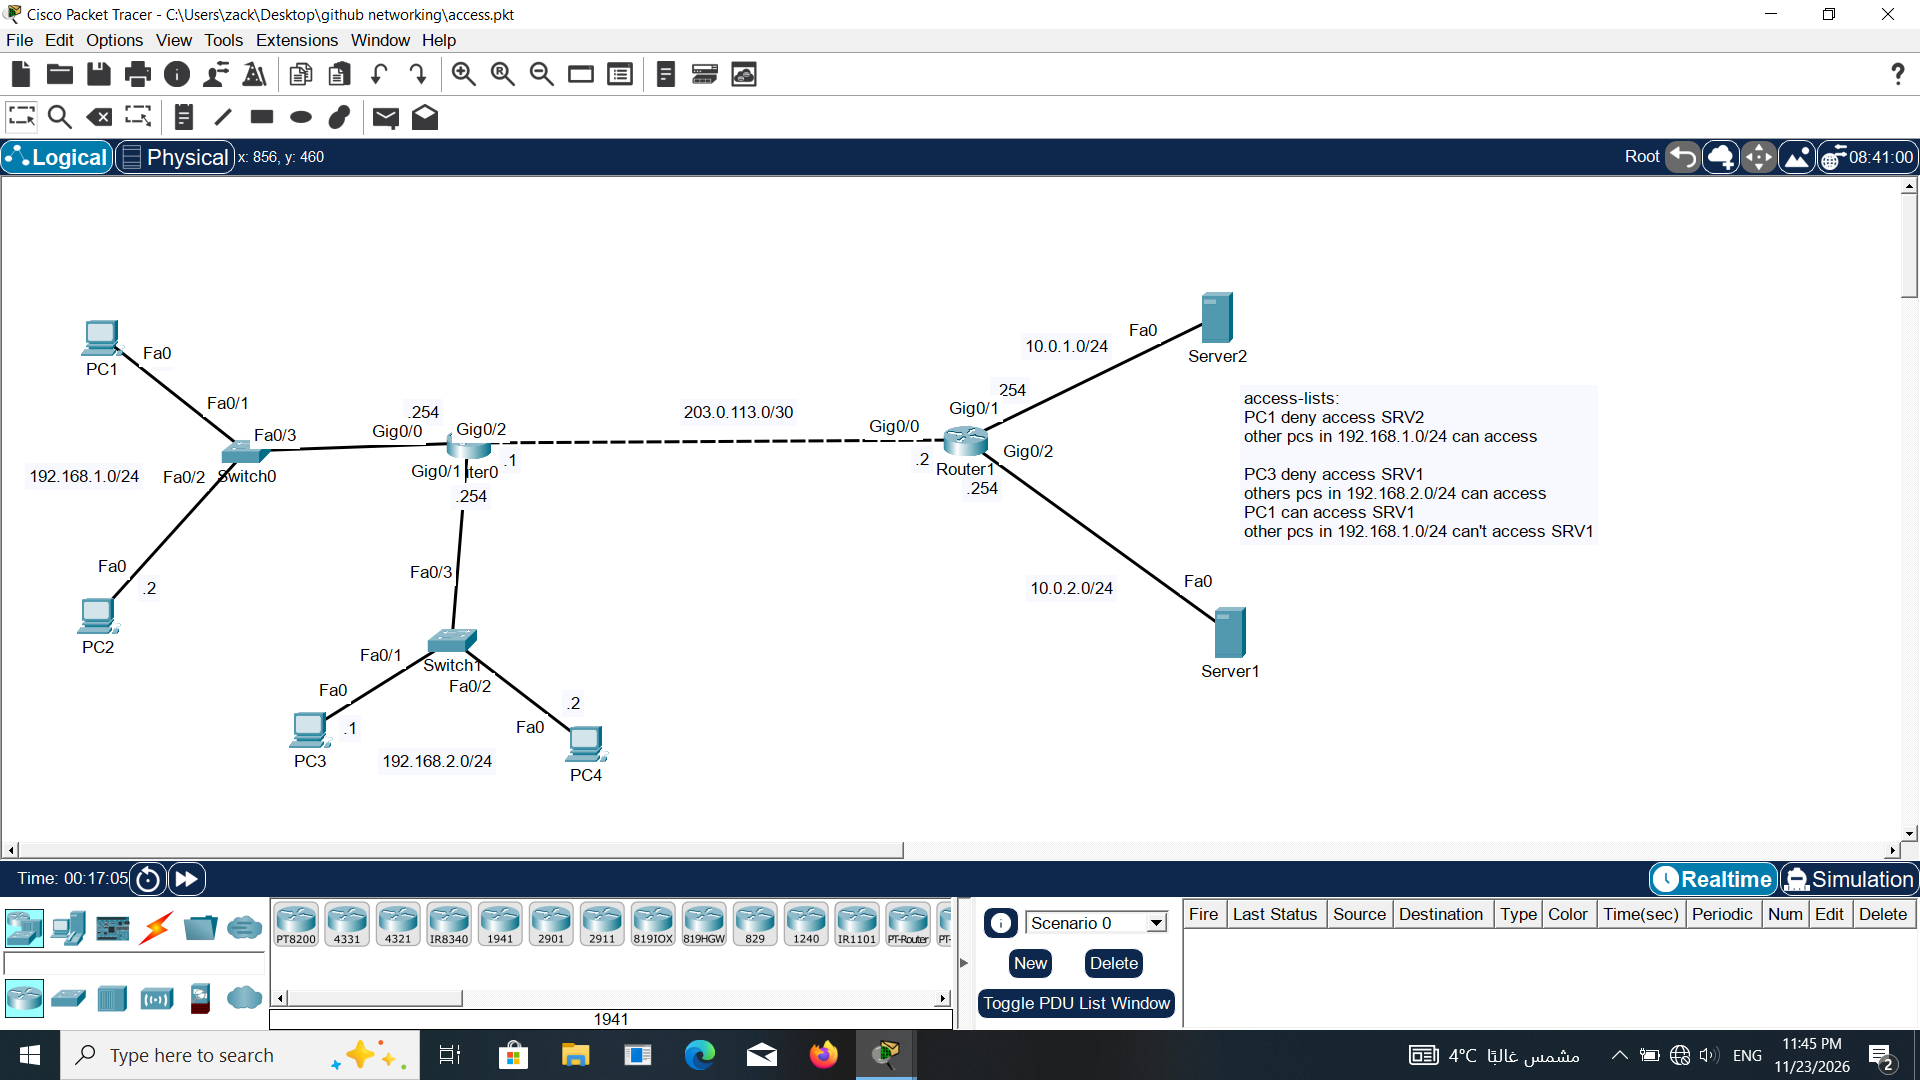 Cisco Packet Tracer - C:\Users\zack\Desktop\github networking\access.pkt
File Edit Options View Tools Extensions Window Help
Logical Physical x: 856, y: 460
Root 08:41:00
PC1
Fa0
Fa0/1
Fa0/3
192.168.1.0/24
Fa0/2
Switch0
Fa0
.2
PC2
.254
Gig0/0
Gig0/2
Gig0/1
iter0
.1
.254
203.0.113.0/30
Gig0/0
.2
Router1
.254
Gig0/1
254
Gig0/2
10.0.1.0/24
Fa0
Server2
access-lists:
PC1 deny access SRV2
other pcs in 192.168.1.0/24 can access
PC3 deny access SRV1
others pcs in 192.168.2.0/24 can access
PC1 can access SRV1
other pcs in 192.168.1.0/24 can't access SRV1
10.0.2.0/24
Fa0
Server1
Fa0/3
Fa0/1
Switch1
Fa0/2
Fa0
.1
PC3
192.168.2.0/24
.2
Fa0
PC4
Time: 00:17:05
Realtime Simulation
PT8200 4331 4321 IR8340 1941 2901 2911 819IOX 819HGW 829 1240 IR1101 PT-Router PT-
1941
Scenario 0
New Delete
Toggle PDU List Window
Fire Last Status Source Destination Type Color Time(sec) Periodic Num Edit Delete
Type here to search
4°C مشمس غالبًا
ENG
11:45 PM
11/23/2026
2